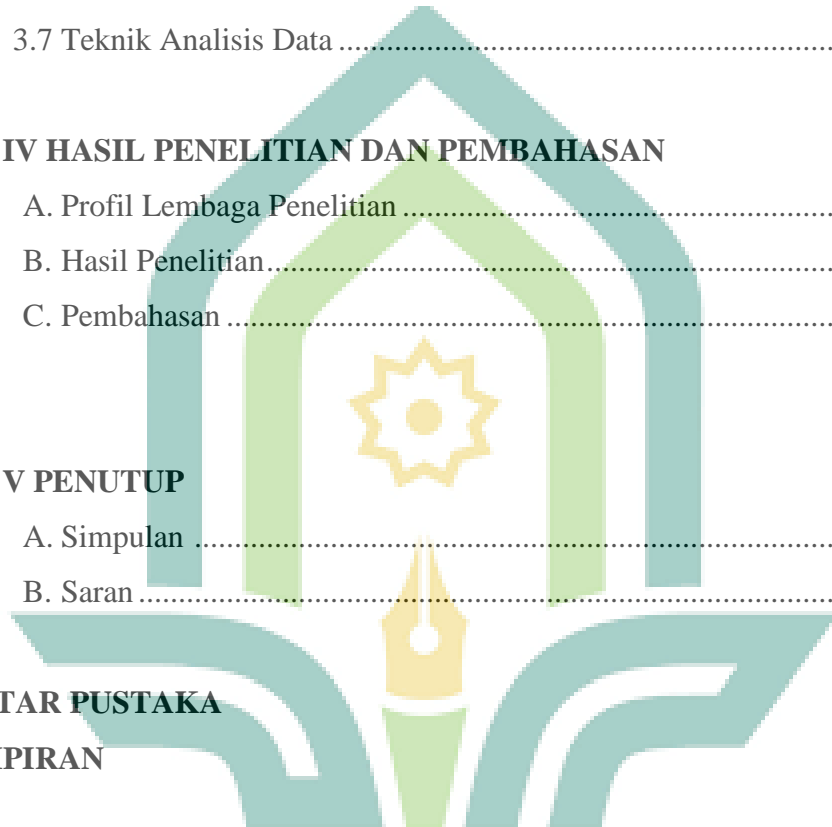 3.7 Teknik Analisis Data ..........................................................
IV HASIL PENELITIAN DAN PEMBAHASAN
A. Profil Lembaga Penelitian ..................................................
B. Hasil Penelitian..................................................................
C. Pembahasan .......................................................................
V PENUTUP
A. Simpulan ...........................................................................
B. Saran ..................................................................................
TAR PUSTAKA
IPIRAN